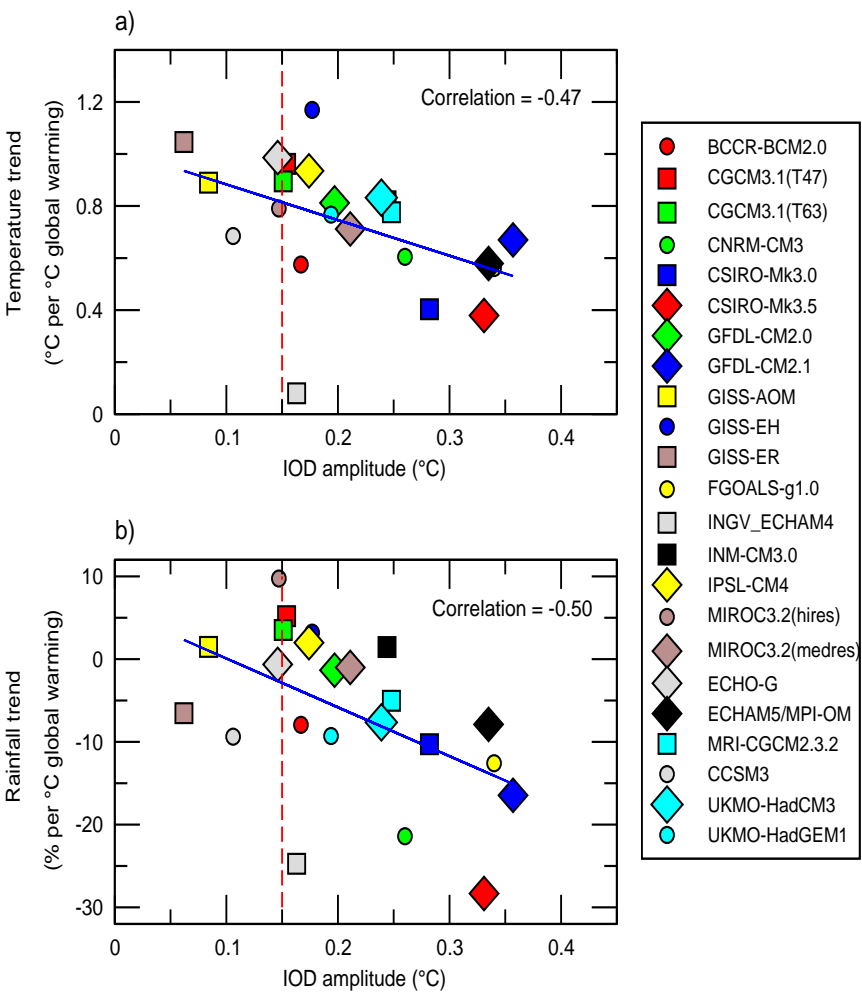 a)
Correlation = -0.47
1.2
0.8
0.4
0
Temperature trend
(°C per °C global warming)
0 0.1 0.2 0.3 0.4
IOD amplitude (°C)
b)
Correlation = -0.50
10
0
-10
-20
-30
Rainfall trend
(% per °C global warming)
0 0.1 0.2 0.3 0.4
IOD amplitude (°C)
BCCR-BCM2.0
CGCM3.1(T47)
CGCM3.1(T63)
CNRM-CM3
CSIRO-Mk3.0
CSIRO-Mk3.5
GFDL-CM2.0
GFDL-CM2.1
GISS-AOM
GISS-EH
GISS-ER
FGOALS-g1.0
INGV_ECHAM4
INM-CM3.0
IPSL-CM4
MIROC3.2(hires)
MIROC3.2(medres)
ECHO-G
ECHAM5/MPI-OM
MRI-CGCM2.3.2
CCSM3
UKMO-HadCM3
UKMO-HadGEM1